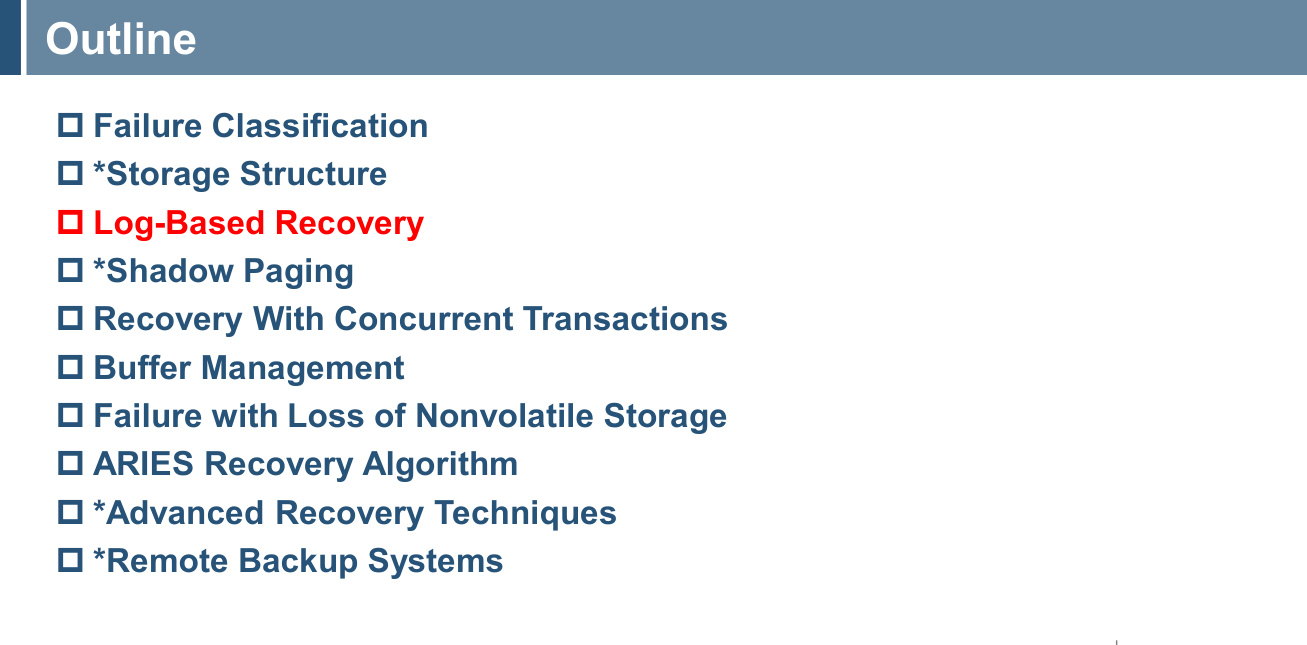 Outline
Failure Classification
*Storage Structure
Log-Based Recovery
*Shadow Paging
Recovery With Concurrent Transactions
Buffer Management
Failure with Loss of Nonvolatile Storage
ARIES Recovery Algorithm
*Advanced Recovery Techniques
*Remote Backup Systems